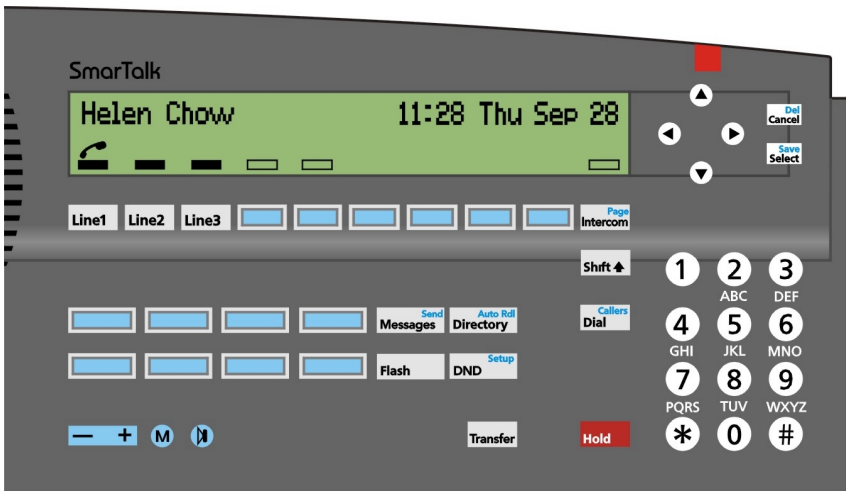 SmarTalk
Helen Chow 11:28 Thu Sep 28
Del
Cancel
Save
Select
Line1 Line2 Line3
Page
Intercom
Shift
1 2 3
ABC DEF
Send
Messages
Auto Rdl
Directory
Callers
Dial
4 5 6
GHI JKL MNO
Flash
Setup
DND
7 8 9
PQRS TUV WXYZ
— + M
Transfer
Hold
* 0 #